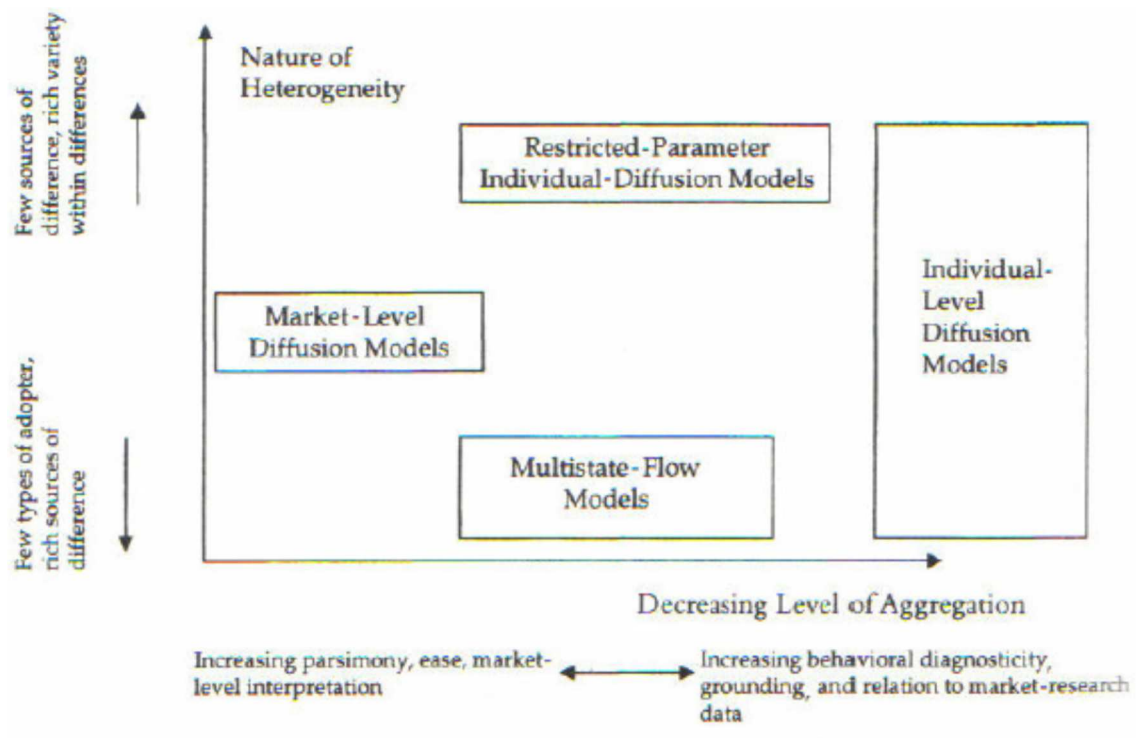 Nature of
Heterogeneity
Few sources of
difference, rich variety
within differences
Restricted-Parameter
Individual-Diffusion Models
Individual-
Level
Diffusion
Models
Market-Level
Diffusion Models
Few types of adopter,
rich sources of
difference
Multistate-Flow
Models
Decreasing Level of Aggregation
Increasing parsimony, ease, market-
level interpretation
Increasing behavioral diagnosticity,
grounding, and relation to market-research
data